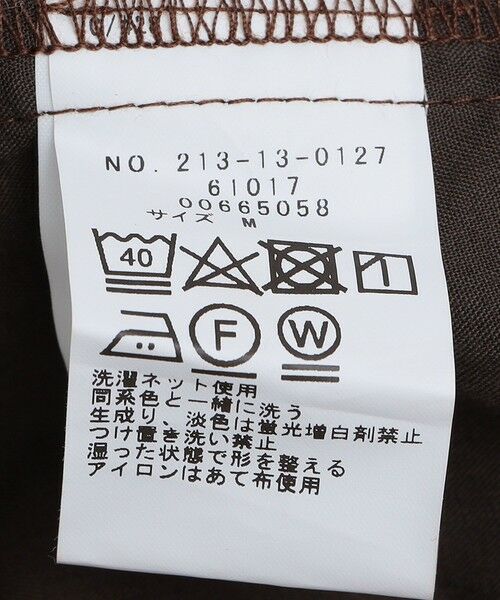 NO. 213-13-0127
61017
00665058
サイズ M
40
F W
洗濯ネット使用
同系色と一緒に洗う
生成り、淡色は蛍光増白剤禁止
つけ置き洗い禁止
湿った状態で形を整える
アイロンはあて布使用